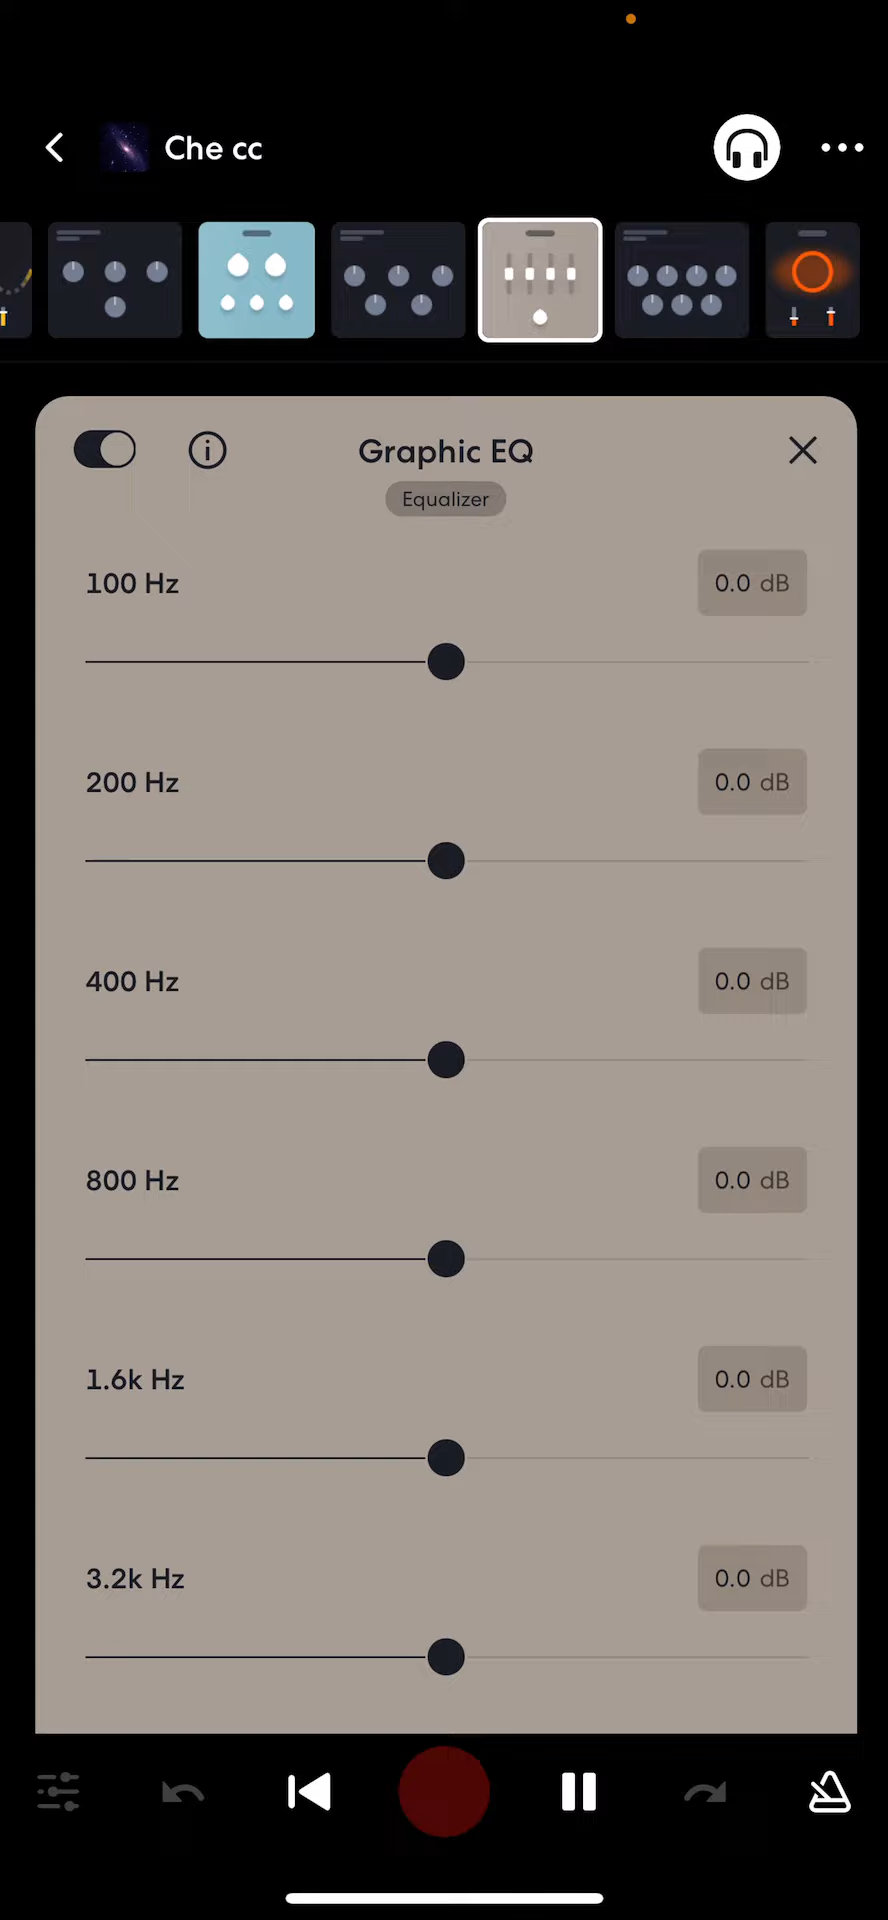 Che cc
Graphic EQ
Equalizer
100 Hz
0.0 dB
200 Hz
0.0 dB
400 Hz
0.0 dB
800 Hz
0.0 dB
1.6k Hz
0.0 dB
3.2k Hz
0.0 dB